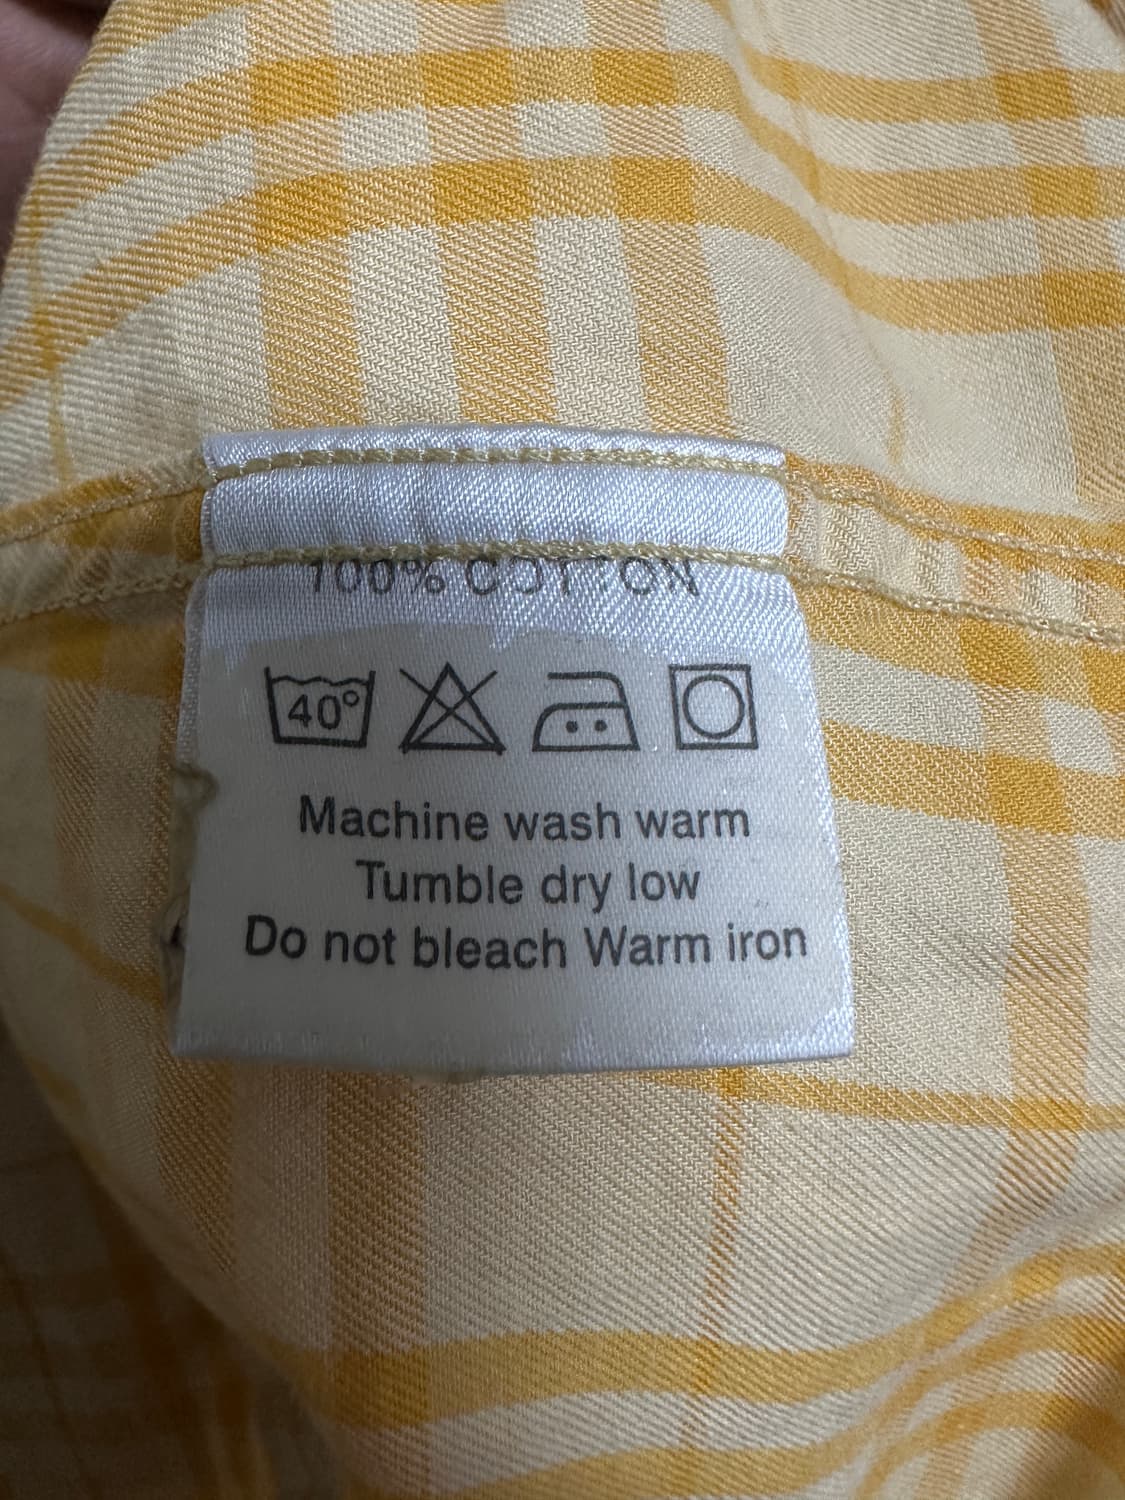 100% COTTON
40°
Machine wash warm
Tumble dry low
Do not bleach Warm iron